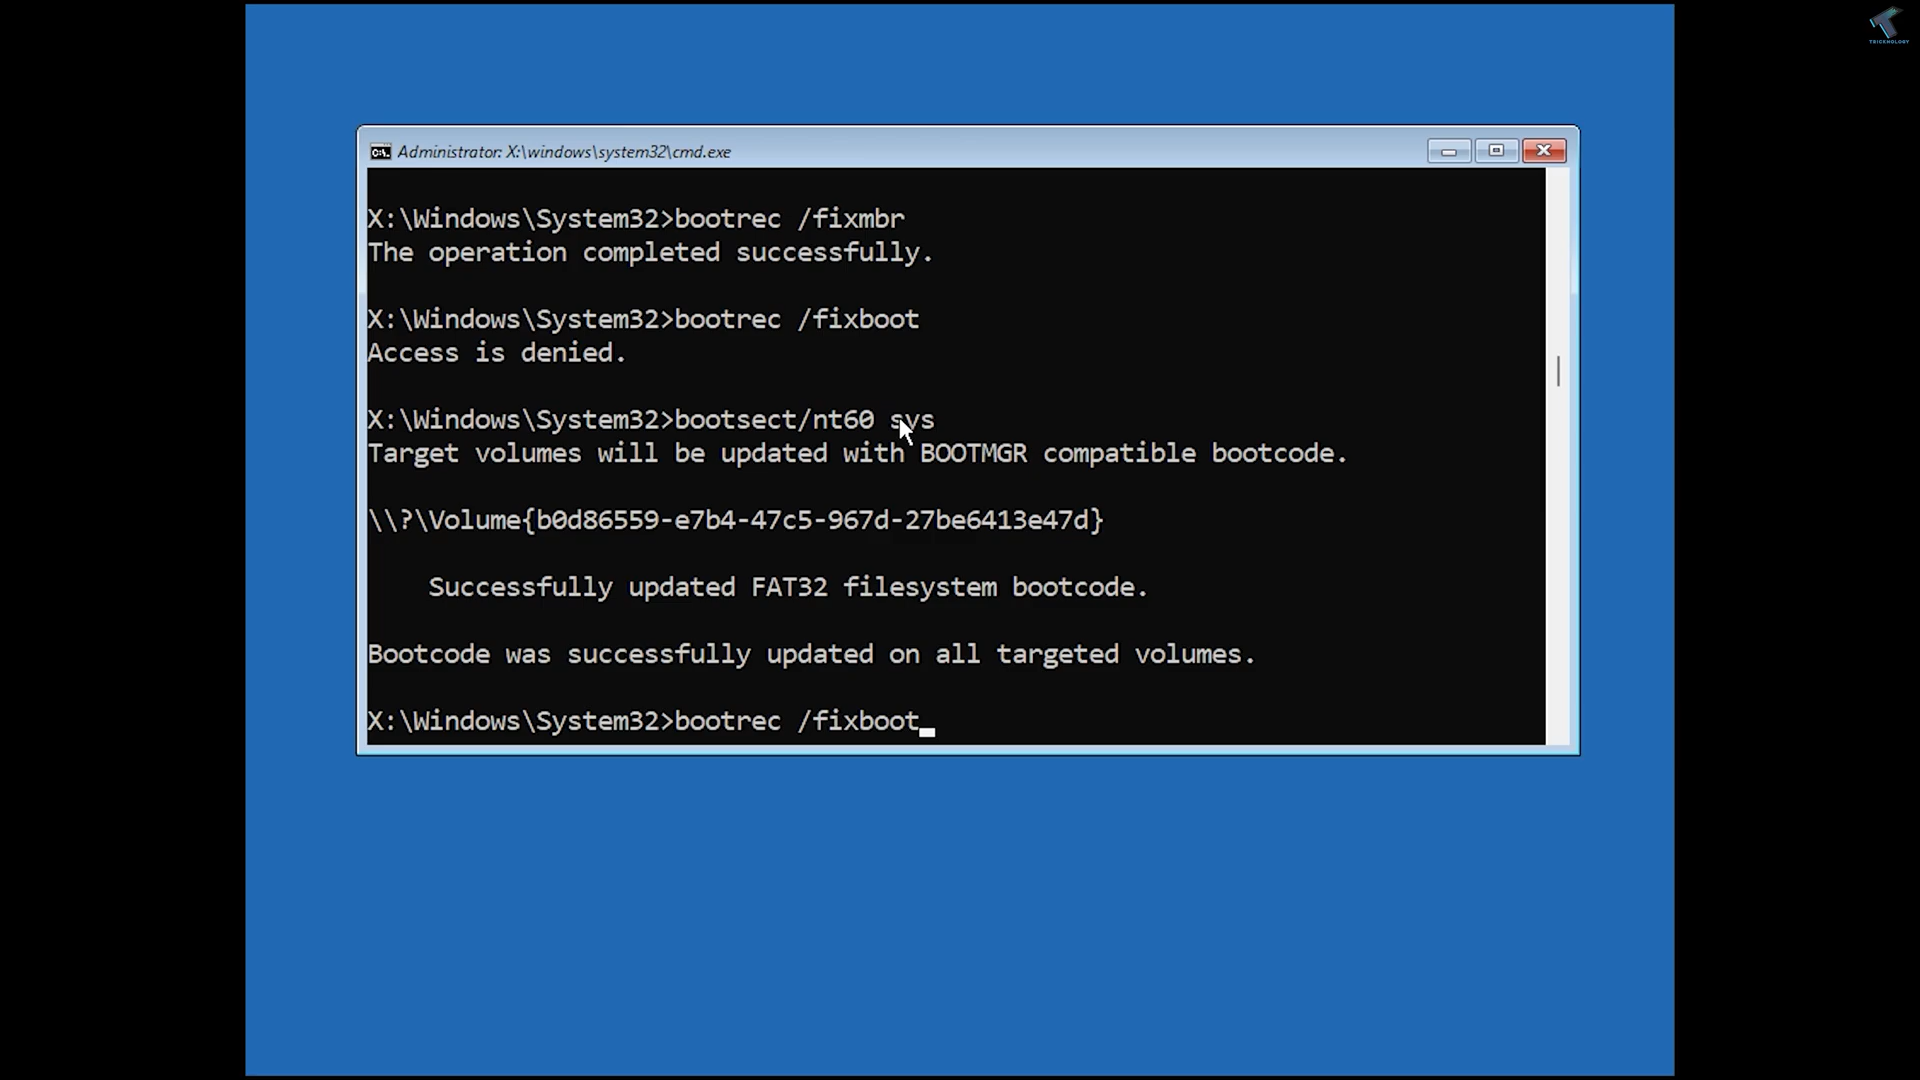 TRICKNOLOGY
Administrator: X:\windows\system32\cmd.exe
X:\Windows\System32>bootrec /fixmbr
The operation completed successfully.
X:\Windows\System32>bootrec /fixboot
Access is denied.
X:\Windows\System32>bootsect/nt60 sys
Target volumes will be updated with BOOTMGR compatible bootcode.
\\?\Volume{b0d86559-e7b4-47c5-967d-27be6413e47d}
Successfully updated FAT32 filesystem bootcode.
Bootcode was successfully updated on all targeted volumes.
X:\Windows\System32>bootrec /fixboot